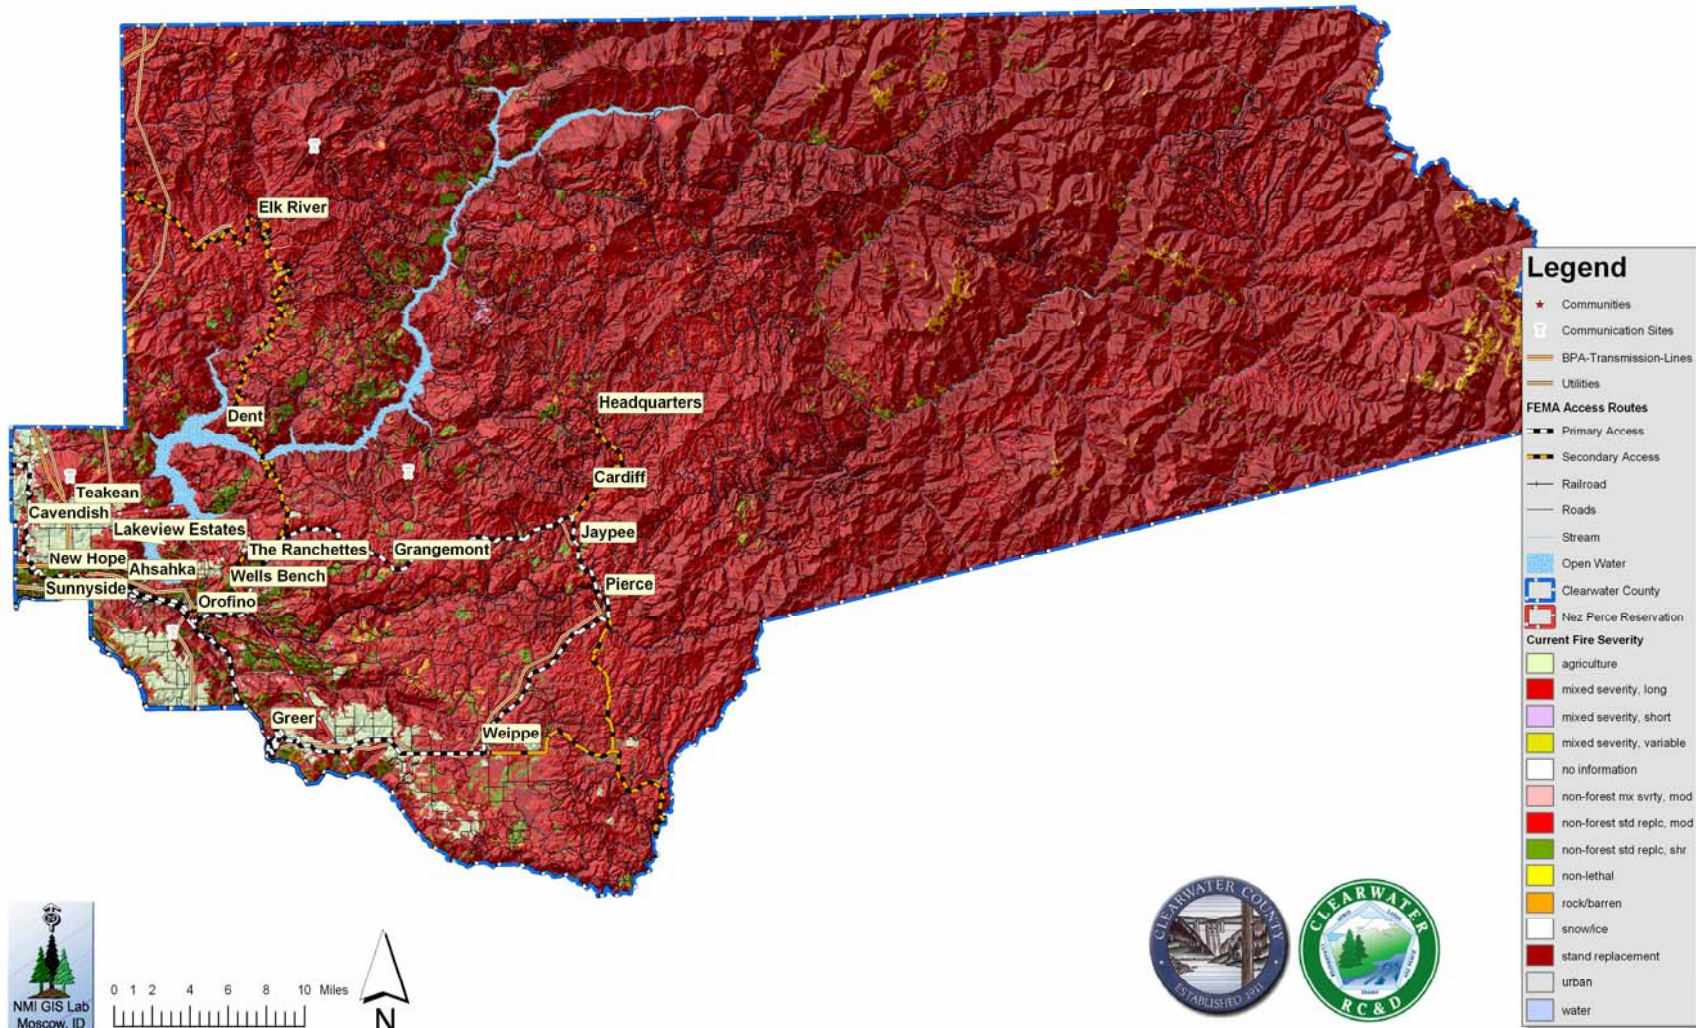 Elk River
Dent
Headquarters
Cardiff
Teakean
Cavendish
Lakeview Estates
Jaypee
The Ranchettes
Grangemont
New Hope
Ahsahka
Wells Bench
Pierce
Sunnyside
Orofino
Greer
Weippe
Legend
Communities
Communication Sites
BPA-Transmission-Lines
Utilities
FEMA Access Routes
Primary Access
Secondary Access
Railroad
Roads
Stream
Open Water
Clearwater County
Nez Perce Reservation
Current Fire Severity
agriculture
mixed severity, long
mixed severity, short
mixed severity, variable
no information
non-forest mx svrty, mod
non-forest std replc, mod
non-forest std replc, shr
non-lethal
rock/barren
snow/ice
stand replacement
urban
water
NMI GIS Lab
Moscow, ID
0 1 2 4 6 8 10 Miles
N
CLEARWATER COUNTY
ESTABLISHED 1911
CLEARWATER
RC&D